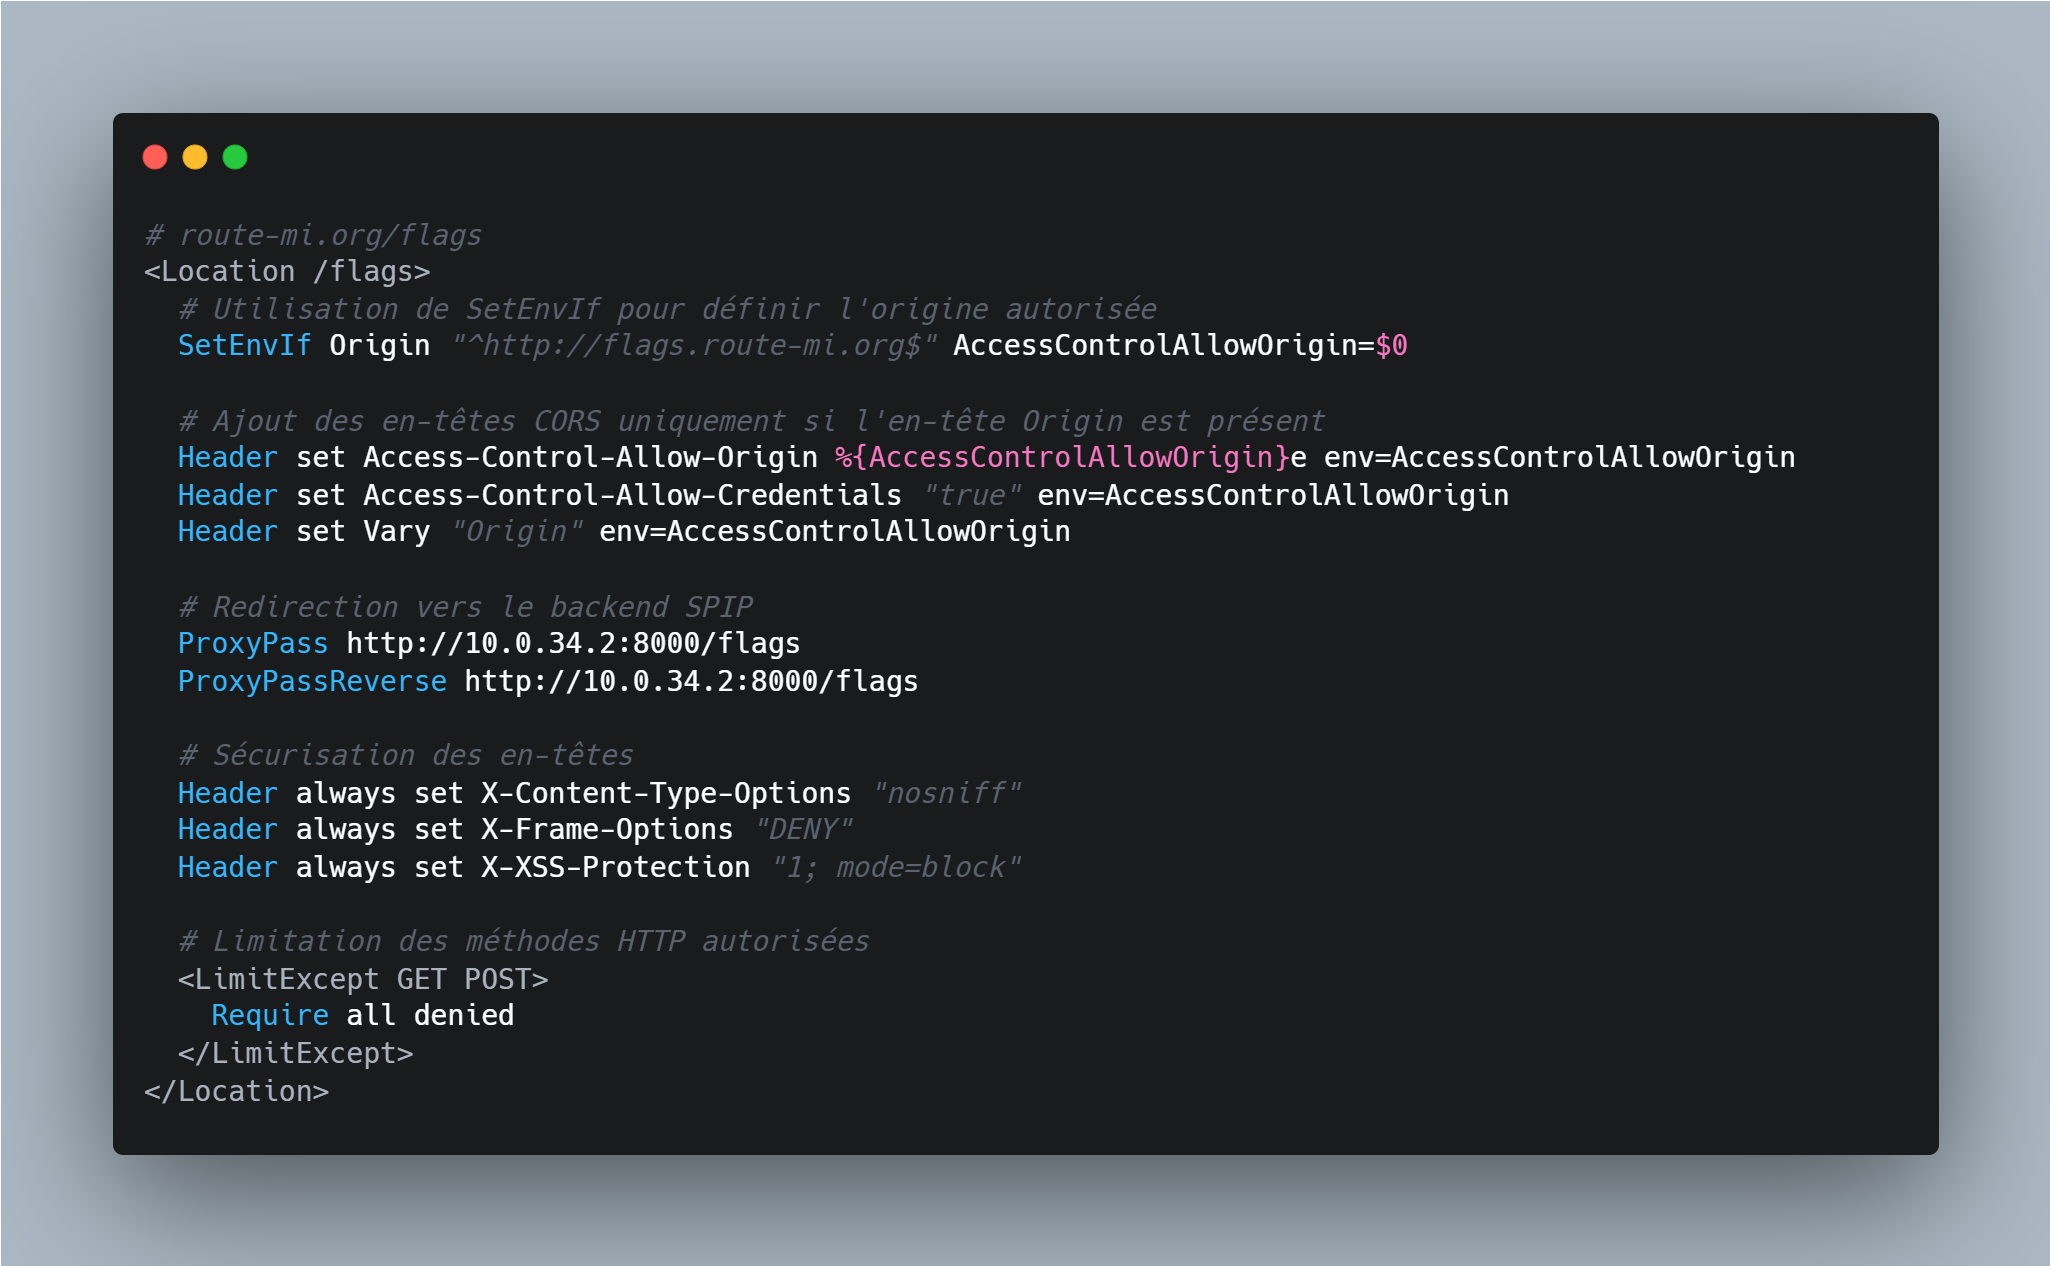 # route-mi.org/flags
<Location /flags>
  # Utilisation de SetEnvIf pour définir l'origine autorisée
  SetEnvIf Origin "^http://flags.route-mi.org$" AccessControlAllowOrigin=$0

  # Ajout des en-têtes CORS uniquement si l'en-tête Origin est présent
  Header set Access-Control-Allow-Origin %{AccessControlAllowOrigin}e env=AccessControlAllowOrigin
  Header set Access-Control-Allow-Credentials "true" env=AccessControlAllowOrigin
  Header set Vary "Origin" env=AccessControlAllowOrigin

  # Redirection vers le backend SPIP
  ProxyPass http://10.0.34.2:8000/flags
  ProxyPassReverse http://10.0.34.2:8000/flags

  # Sécurisation des en-têtes
  Header always set X-Content-Type-Options "nosniff"
  Header always set X-Frame-Options "DENY"
  Header always set X-XSS-Protection "1; mode=block"

  # Limitation des méthodes HTTP autorisées
  <LimitExcept GET POST>
    Require all denied
  </LimitExcept>
</Location>